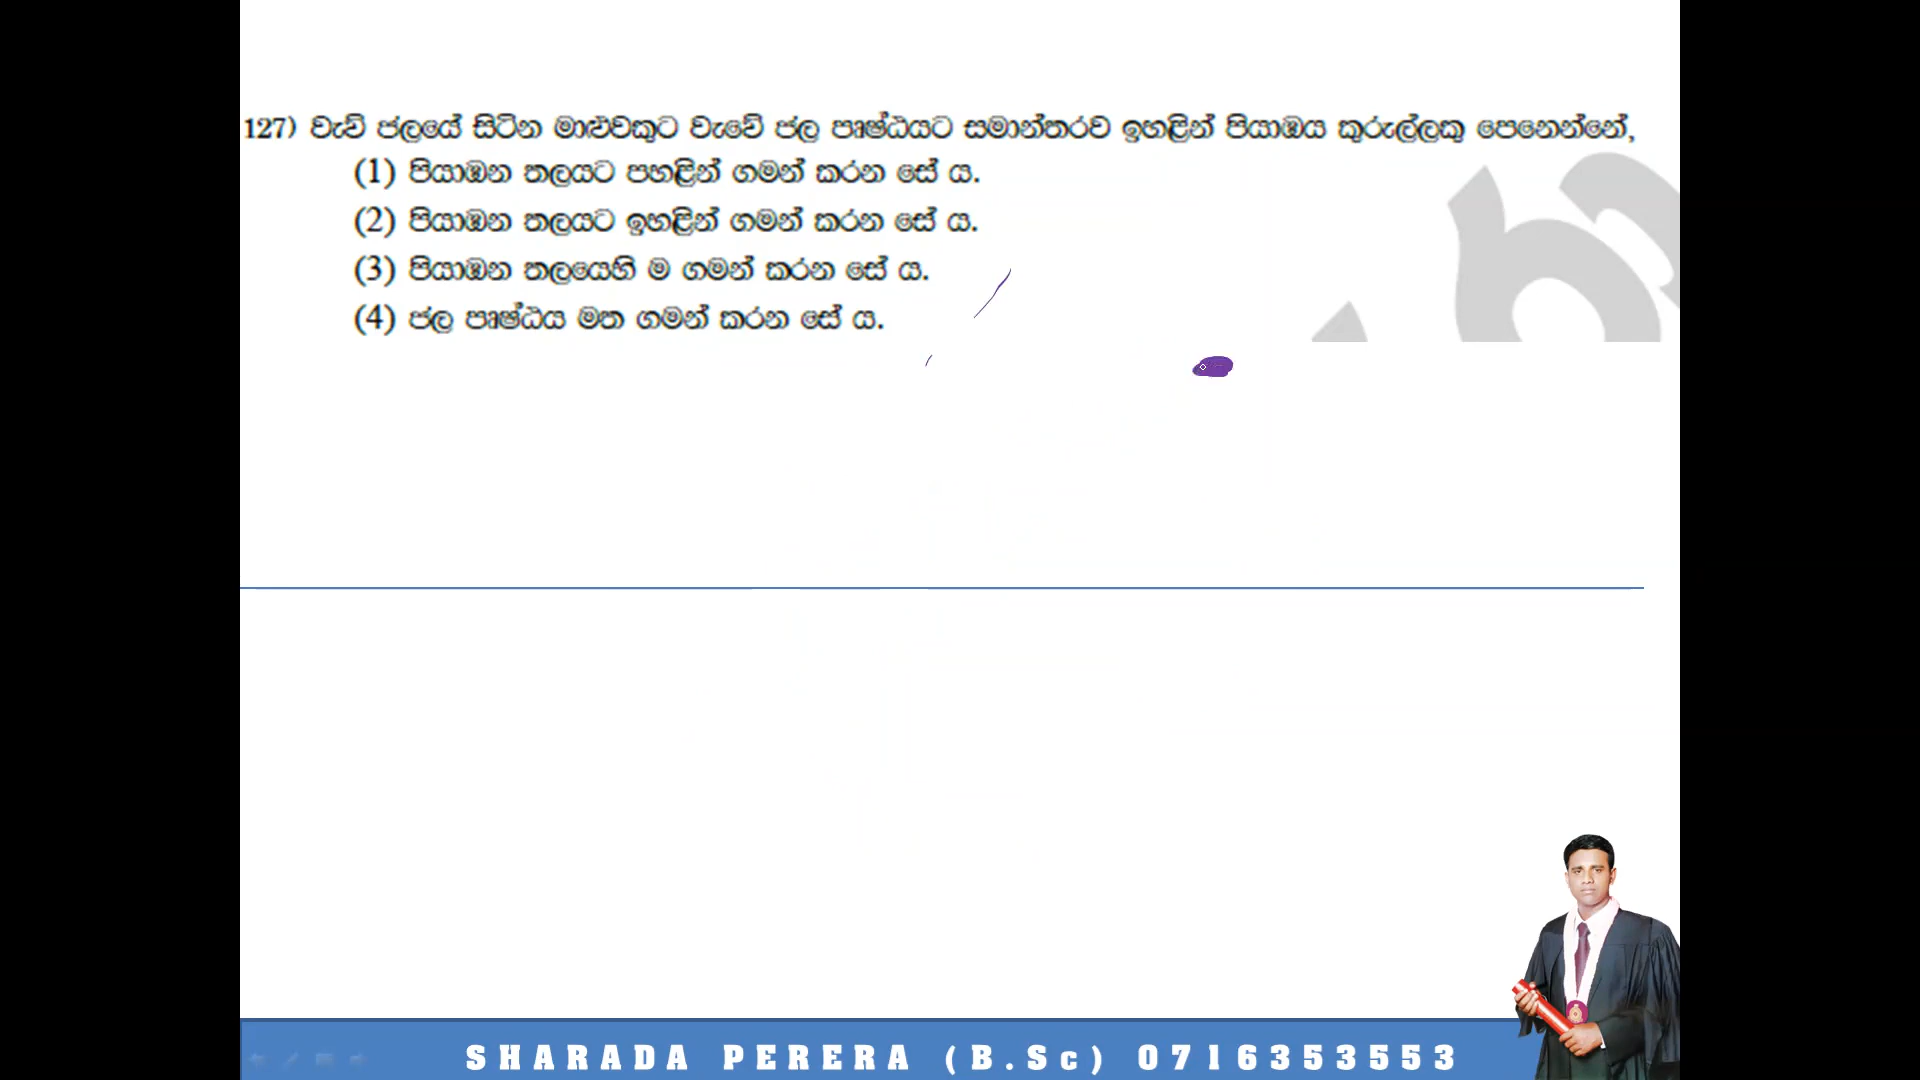 127) වැව් ජලයේ සිටින මාළුවකුට වැවේ ජල පෘෂ්ඨයට සමාන්තරව ඉහළින් පියාඹය කුරුල්ලකු පෙනෙන්නේ,
(1) පියාඹන තලයට පහළින් ගමන් කරන සේ ය.
(2) පියාඹන තලයට ඉහළින් ගමන් කරන සේ ය.
(3) පියාඹන තලයෙහි ම ගමන් කරන සේ ය.
(4) ජල පෘෂ්ඨය මත ගමන් කරන සේ ය.
SHARADA PERERA (B.Sc) 0716353553